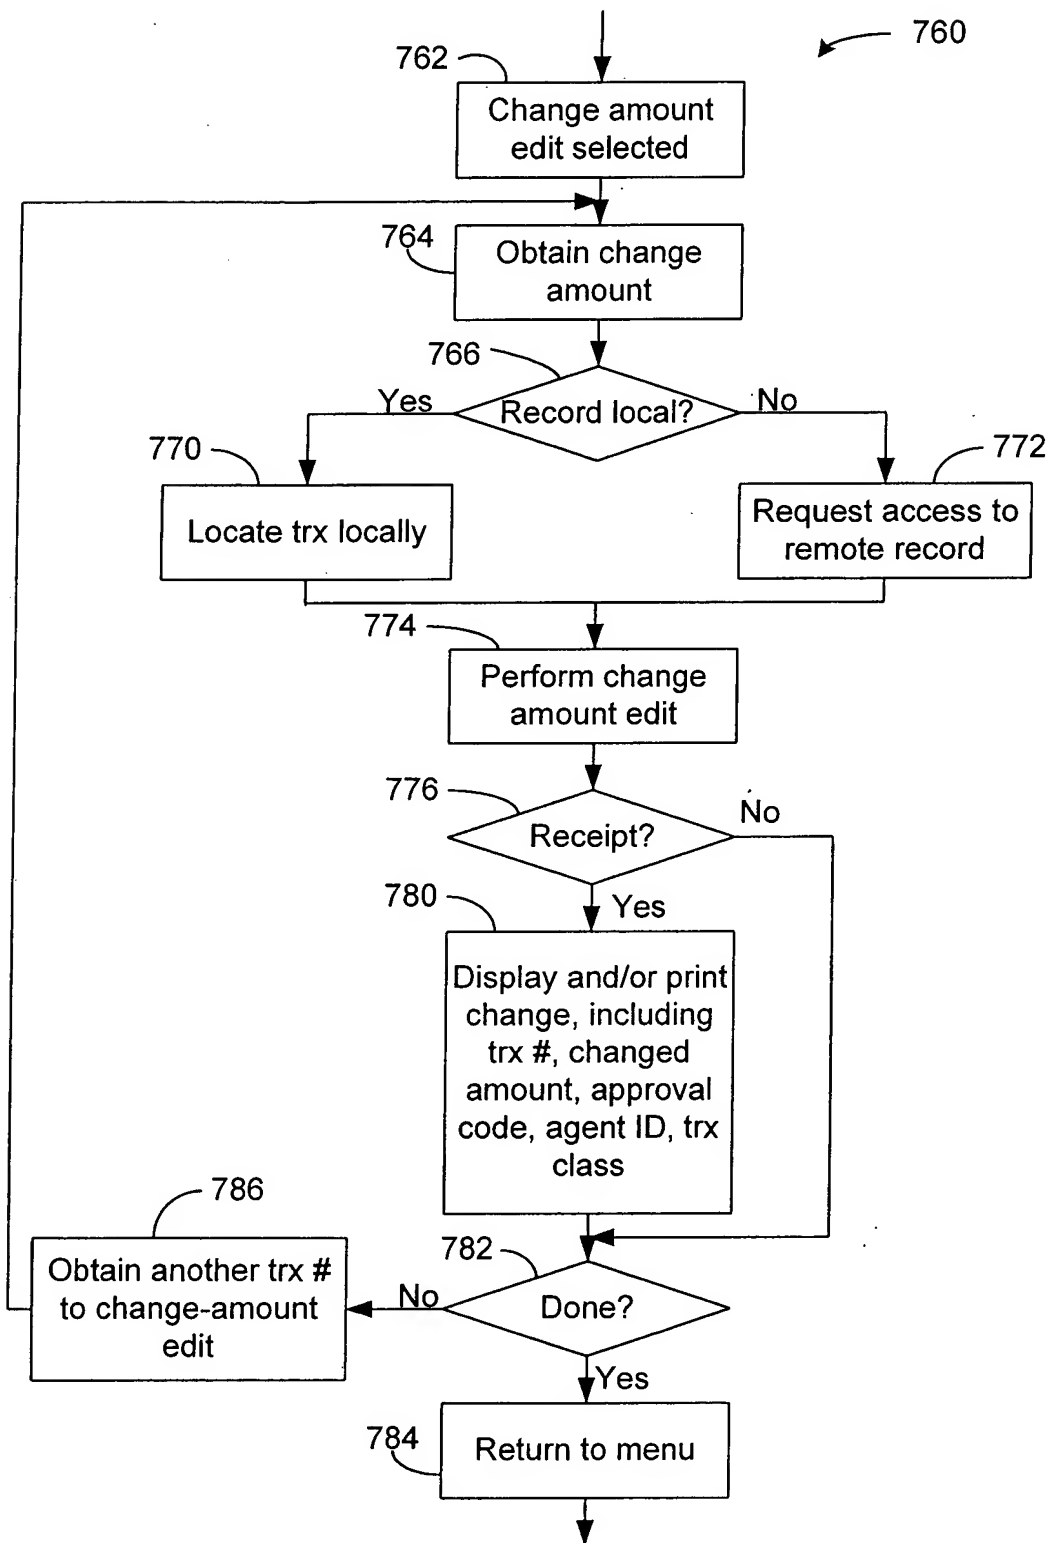 760
762
Change amount
edit selected
764
Obtain change
amount
766
Yes
Record local?
No
770
772
Locate trx locally
Request access to
remote record
774
Perform change
amount edit
776
No
Receipt?
780
Yes
Display and/or print
change, including
trx #, changed
amount, approval
code, agent ID, trx
class
786
782
Obtain another trx #
to change-amount
edit
No
Done?
Yes
784
Return to menu